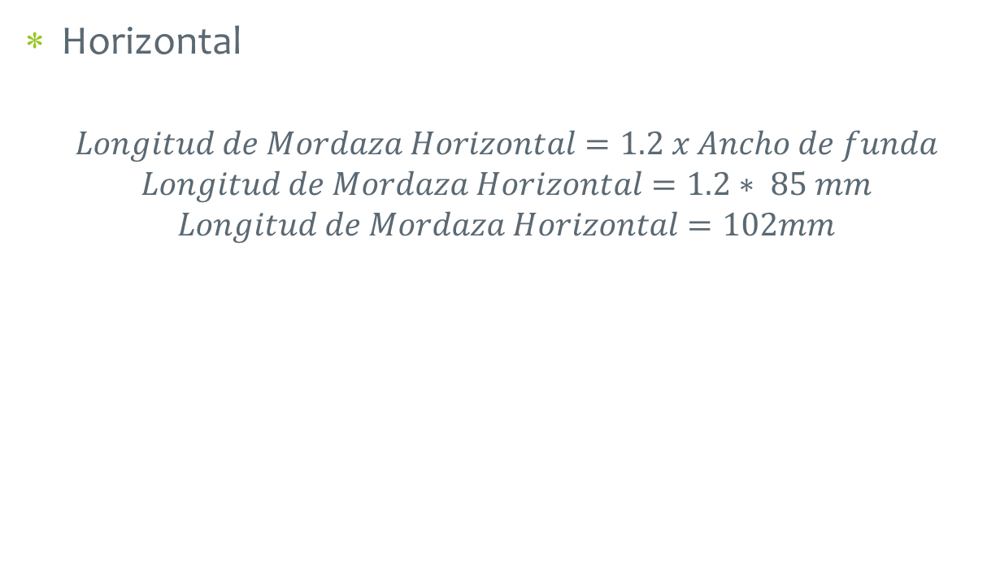 * Horizontal
Longitud de Mordaza Horizontal = 1.2 x Ancho de funda
Longitud de Mordaza Horizontal = 1.2 * 85 mm
Longitud de Mordaza Horizontal = 102mm